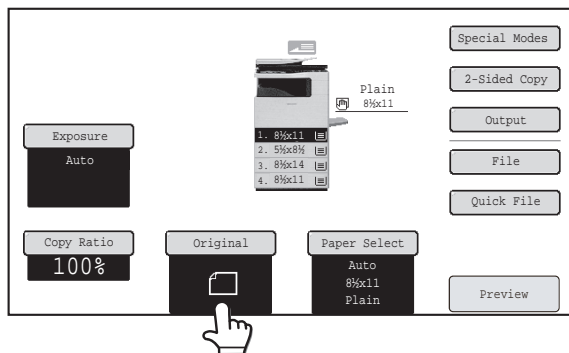 Special Modes
2-Sided Copy
Output
File
Quick File
Plain
8½x11
1. 8½x11
2. 5½x8½
3. 8½x14
4. 8½x11
Exposure
Auto
Copy Ratio
100%
Original
Paper Select
Auto
8½x11
Plain
Preview